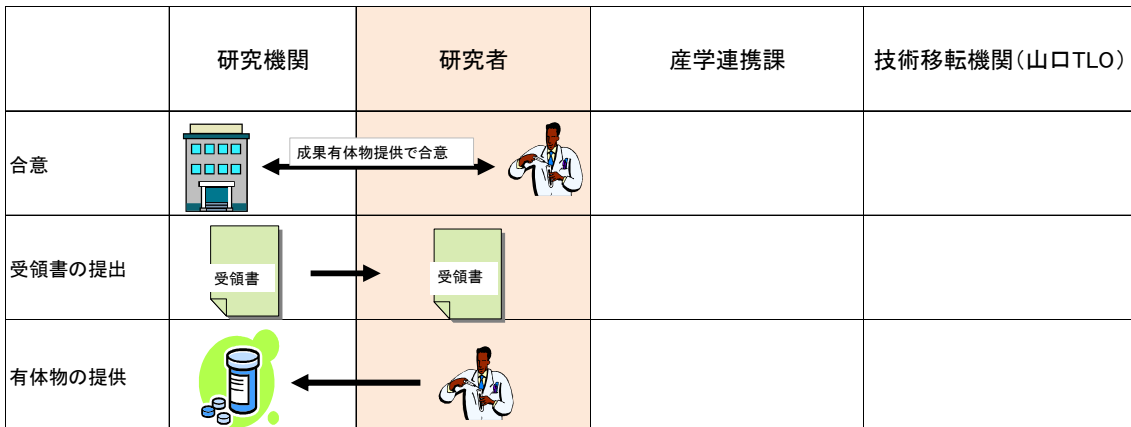 研究機関
研究者
産学連携課
技術移転機関(山口TLO)
合意
成果有体物提供で合意
受領書の提出
受領書
受領書
有体物の提供